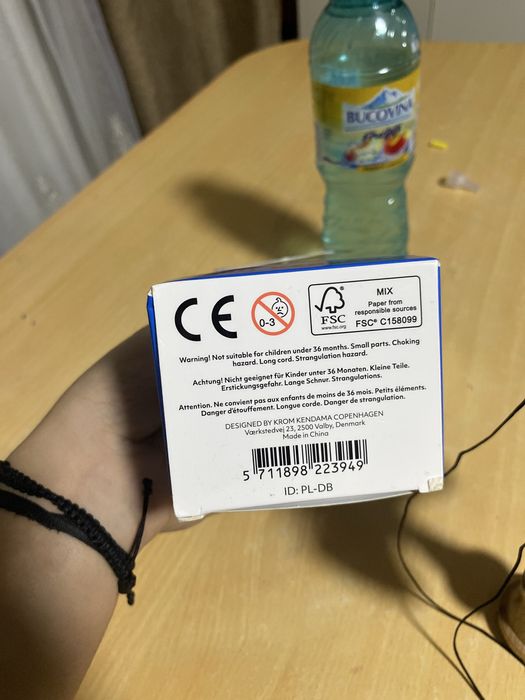 BUCOVINA
CE
0-3
FSC
www.fsc.org
MIX
Paper from
responsible sources
FSC® C158099
Warning! Not suitable for children under 36 months. Small parts. Choking
hazard. Long cord. Strangulation hazard.
Achtung! Nicht geeignet für Kinder unter 36 Monaten. Kleine Teile.
Erstickungsgefahr. Lange Schnur. Strangulations.
Attention. Ne convient pas aux enfants de moins de 36 mois. Petits éléments.
Danger d'étouffement. Longue corde. Danger de strangulation.
DESIGNED BY KROM KENDAMA COPENHAGEN
Værkstedvej 23, 2500 Valby, Denmark
Made in China
5 711898 223949
ID: PL-DB